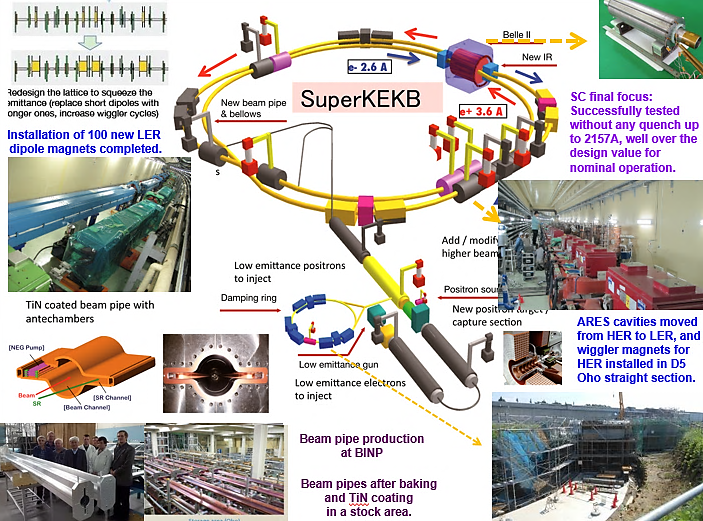 Redesign the lattice to squeeze the
emittance (replace short dipoles with
longer ones, increase wiggler cycles)
Installation of 100 new LER
dipole magnets completed.
TiN coated beam pipe with
antechambers
[NEG Pump]
Beam
SR
[SR Channel]
[Beam Channel]
e- 2.6 A
Belle II
New IR
SuperKEKB
e+ 3.6 A
New beam pipe
& bellows
s
SC final focus:
Successfully tested
without any quench up
to 2157A, well over the
design value for
nominal operation.
Add / modify
higher beam
Low emittance positrons
to inject
Damping ring
Positron sour
New positron target /
capture section
Low emittance gun
Low emittance electrons
to inject
ARES cavities moved
from HER to LER, and
wiggler magnets for
HER installed in D5
Oho straight section.
Beam pipe production
at BINP
Beam pipes after baking
and TiN coating
in a stock area.